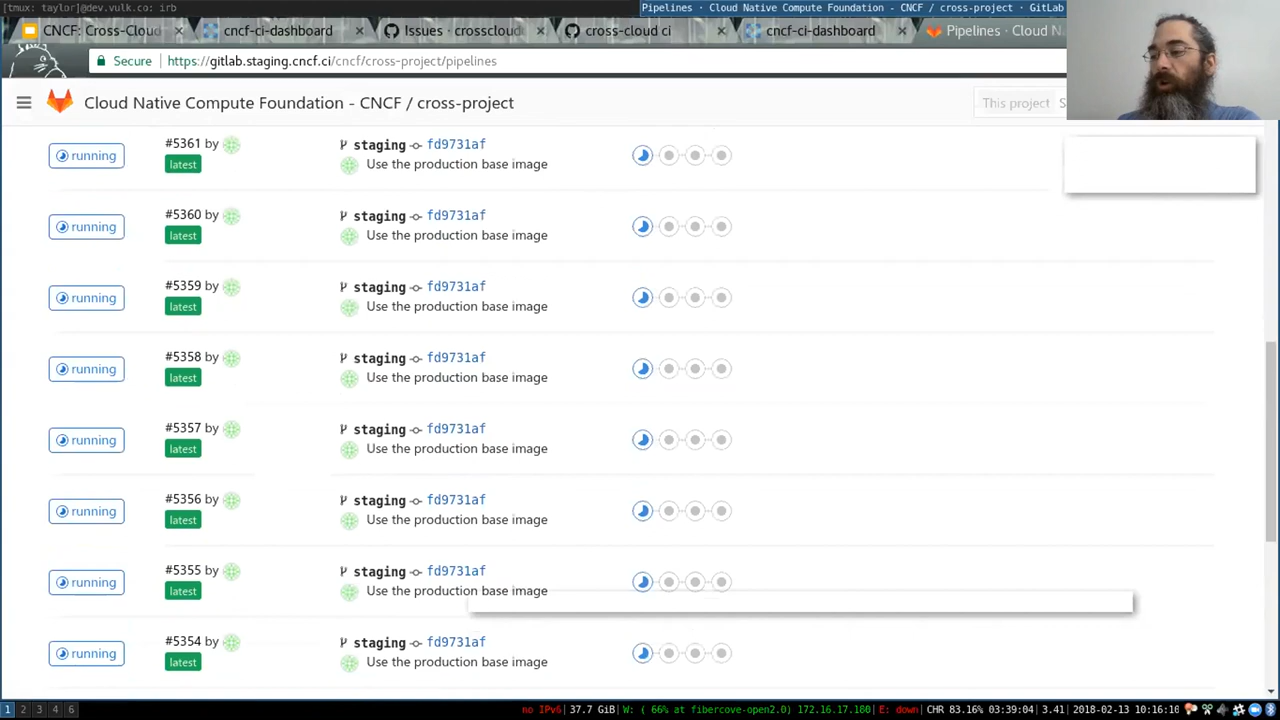 [tmux: taylor]@dev.vulk.co: irb
Pipelines · Cloud Native Compute Foundation - CNCF / cross-project · GitLab
CNCF: Cross-Cloud
cncf-ci-dashboard
Issues · crosscloud
cross-cloud ci
cncf-ci-dashboard
Pipelines · Cloud N
Secure
https://gitlab.staging.cncf.ci/cncf/cross-project/pipelines
Cloud Native Compute Foundation - CNCF / cross-project
This project
running
#5361 by
latest
staging
fd9731af
Use the production base image
running
#5360 by
latest
staging
fd9731af
Use the production base image
running
#5359 by
latest
staging
fd9731af
Use the production base image
running
#5358 by
latest
staging
fd9731af
Use the production base image
running
#5357 by
latest
staging
fd9731af
Use the production base image
running
#5356 by
latest
staging
fd9731af
Use the production base image
running
#5355 by
latest
staging
fd9731af
Use the production base image
running
#5354 by
latest
staging
fd9731af
Use the production base image
1 2 3 4 6
no IPv6| 37.7 GiB| W: ( 66% at fibercove-open2.0) 172.16.17.180| E: down| CHR 83.16% 03:39:04| 3.41| 2018-02-13 10:16:16